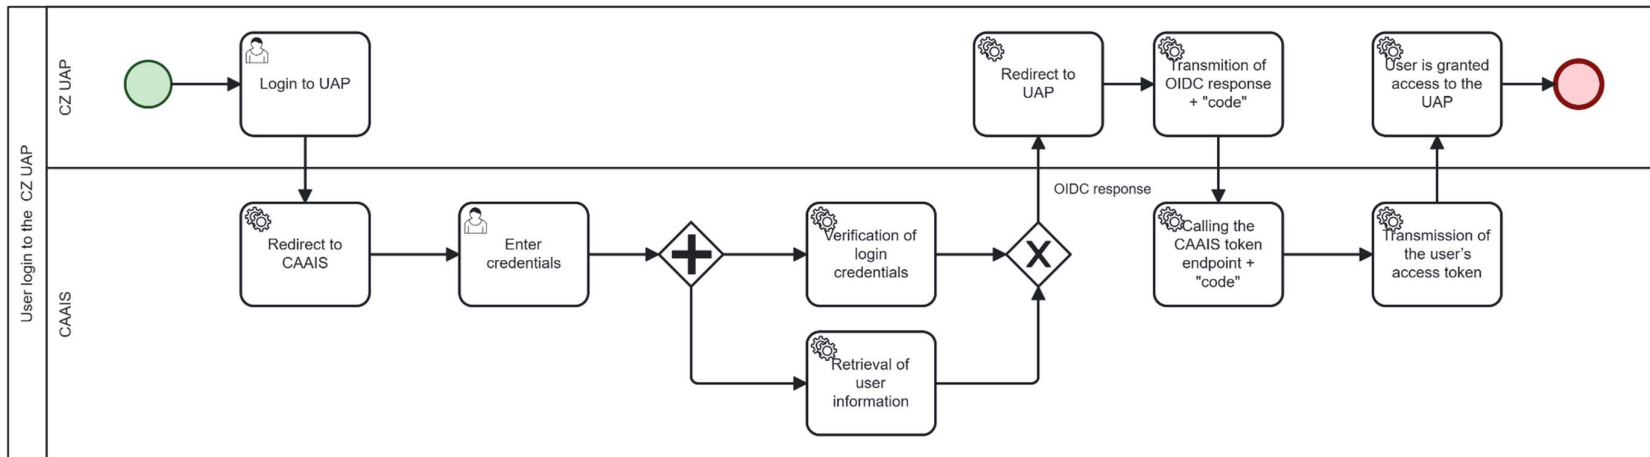 User login to the CZ UAP
CZ UAP
Login to UAP
Redirect to
UAP
Transmition of
OIDC response
+ "code"
User is granted
access to the
UAP
CAAIS
Redirect to
CAAIS
Enter
credentials
Verification of
login
credentials
Retrieval of
user
information
OIDC response
Calling the
CAAIS token
endpoint +
"code"
Transmission of
the user's
access token